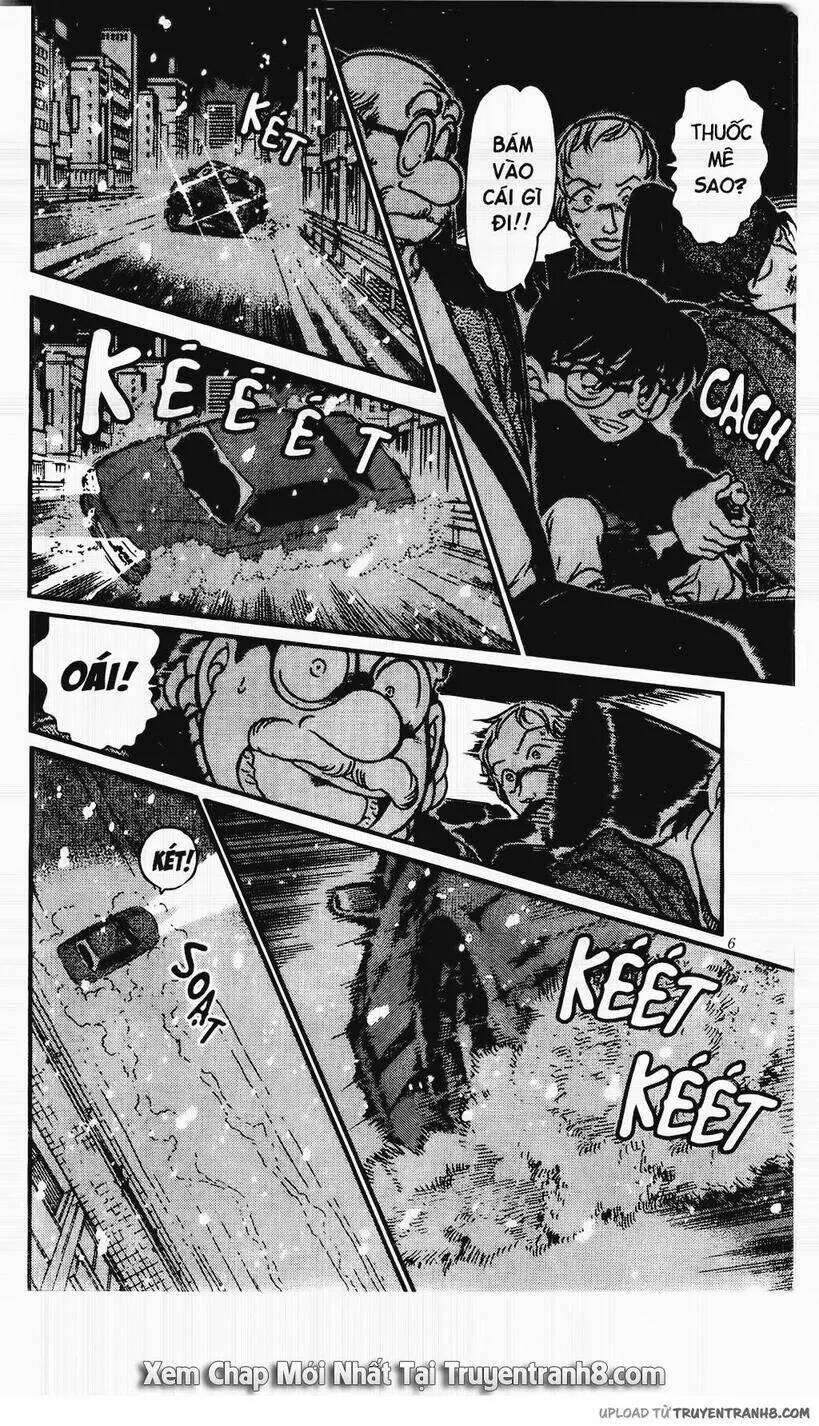 THUỐC
MÊ
SAO?
BÁM
VÀO
CÁI GÌ
ĐI!!
CẠCH
KÉT
KÉÉÉT
OÁI!
6
KÉÉT
KÉÉT
KÉT!
SOẠT
Xem Chap Mới Nhất Tại Truyentranh8.com
UPLOAD TỪ TRUYENTRANH8.COM